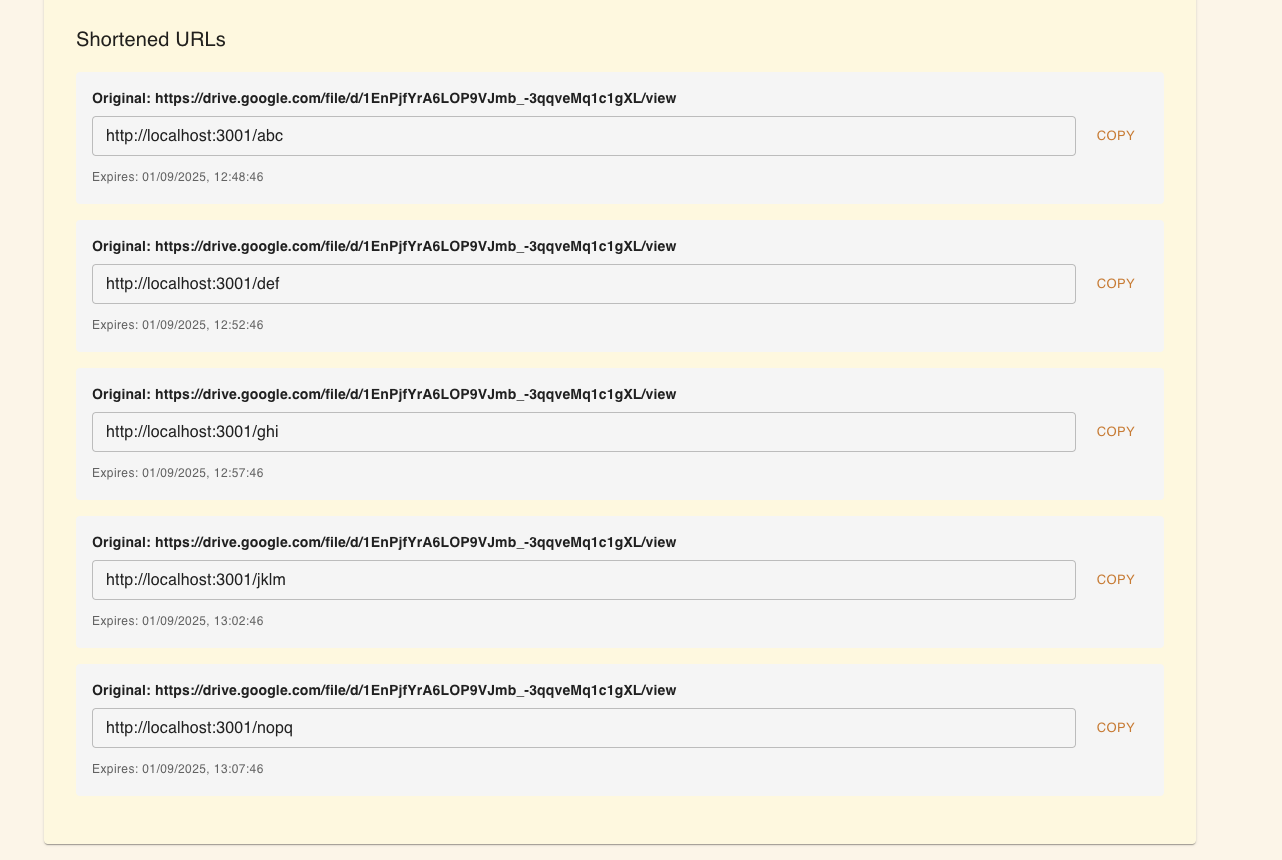 Shortened URLs
Original: https://drive.google.com/file/d/1EnPjfYrA6LOP9VJmb_-3qqveMq1c1gXL/view
http://localhost:3001/abc
COPY
Expires: 01/09/2025, 12:48:46
Original: https://drive.google.com/file/d/1EnPjfYrA6LOP9VJmb_-3qqveMq1c1gXL/view
http://localhost:3001/def
COPY
Expires: 01/09/2025, 12:52:46
Original: https://drive.google.com/file/d/1EnPjfYrA6LOP9VJmb_-3qqveMq1c1gXL/view
http://localhost:3001/ghi
COPY
Expires: 01/09/2025, 12:57:46
Original: https://drive.google.com/file/d/1EnPjfYrA6LOP9VJmb_-3qqveMq1c1gXL/view
http://localhost:3001/jklm
COPY
Expires: 01/09/2025, 13:02:46
Original: https://drive.google.com/file/d/1EnPjfYrA6LOP9VJmb_-3qqveMq1c1gXL/view
http://localhost:3001/nopq
COPY
Expires: 01/09/2025, 13:07:46